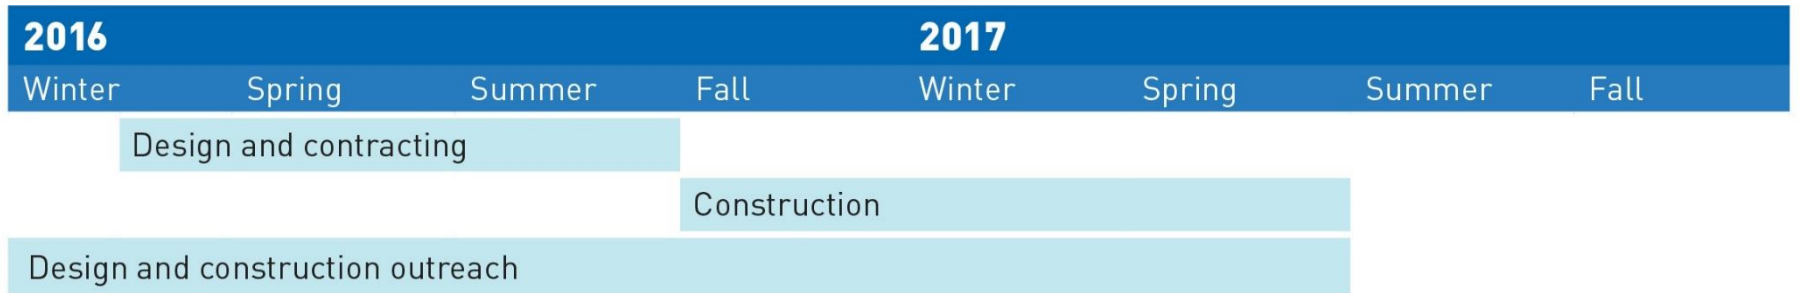 2016 2017
Winter Spring Summer Fall Winter Spring Summer Fall
Design and contracting
Construction
Design and construction outreach